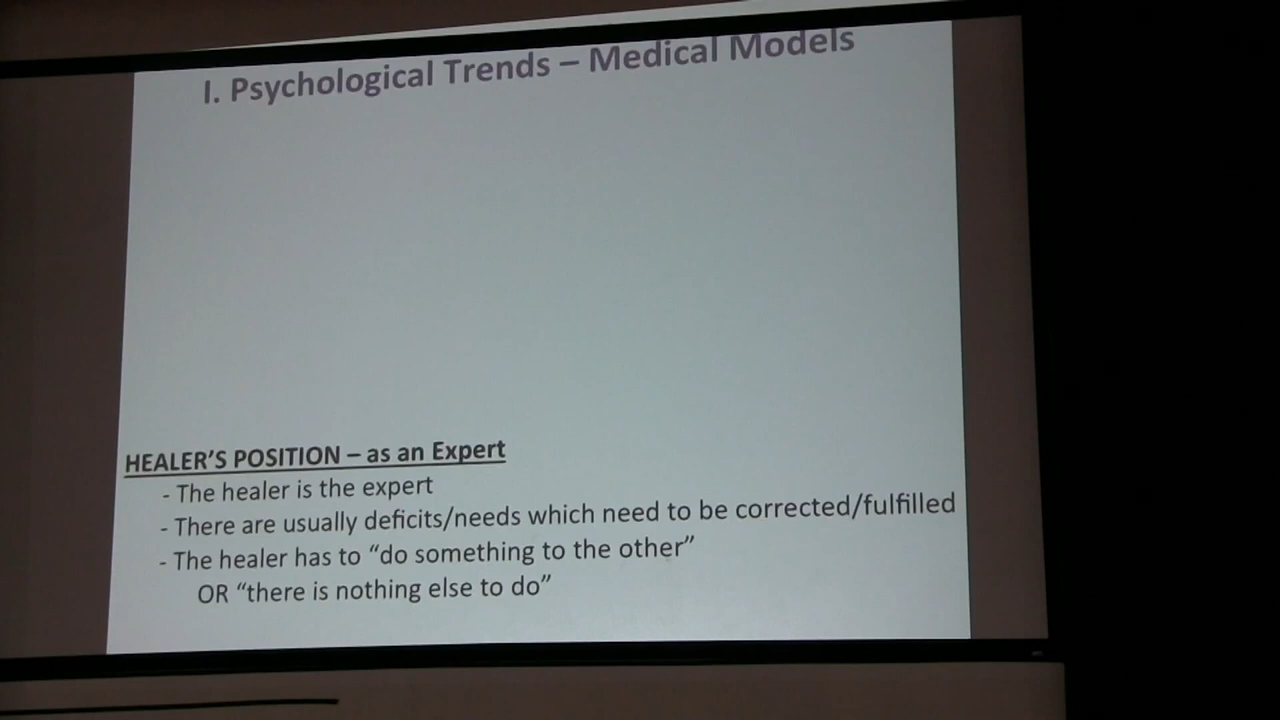 I. Psychological Trends – Medical Models
HEALER’S POSITION – as an Expert
- The healer is the expert
- There are usually deficits/needs which need to be corrected/fulfilled
- The healer has to “do something to the other”
OR “there is nothing else to do”